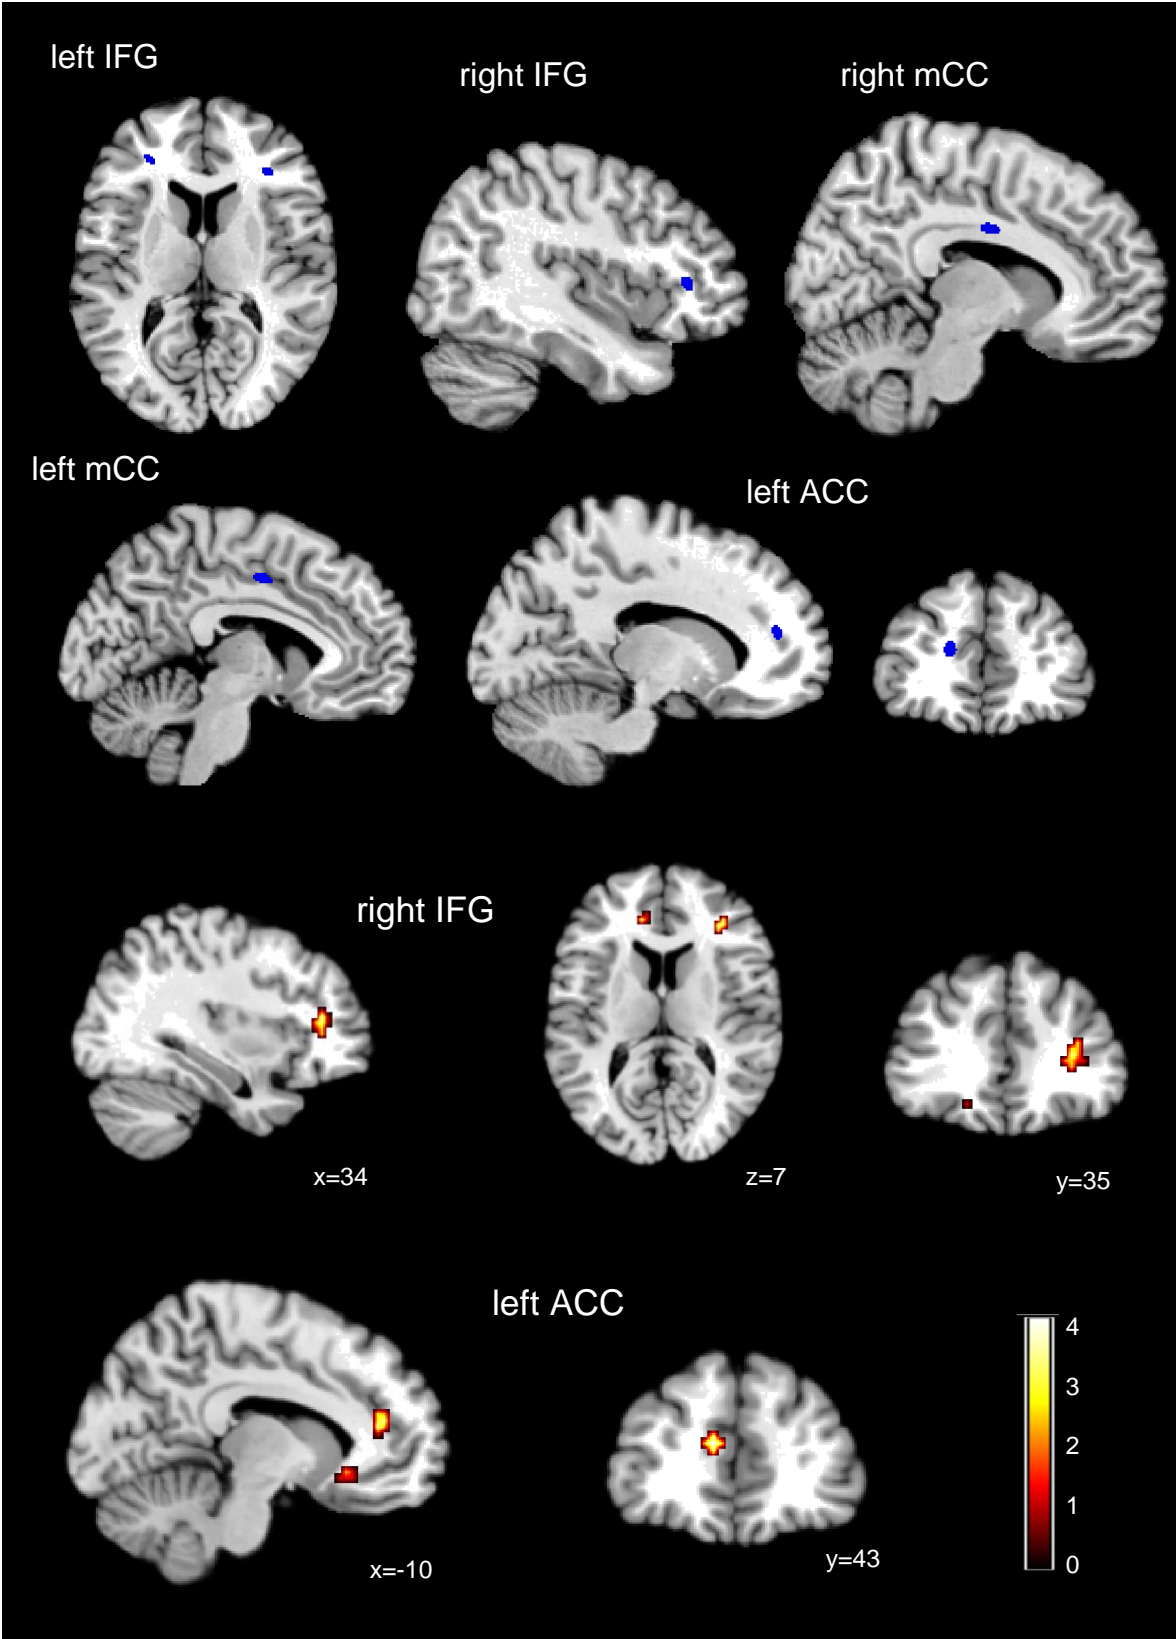 left IFG
right IFG
right mCC
left mCC
left ACC
right IFG
x=34
z=7
y=35
left ACC
4
3
2
1
0
x=-10
y=43